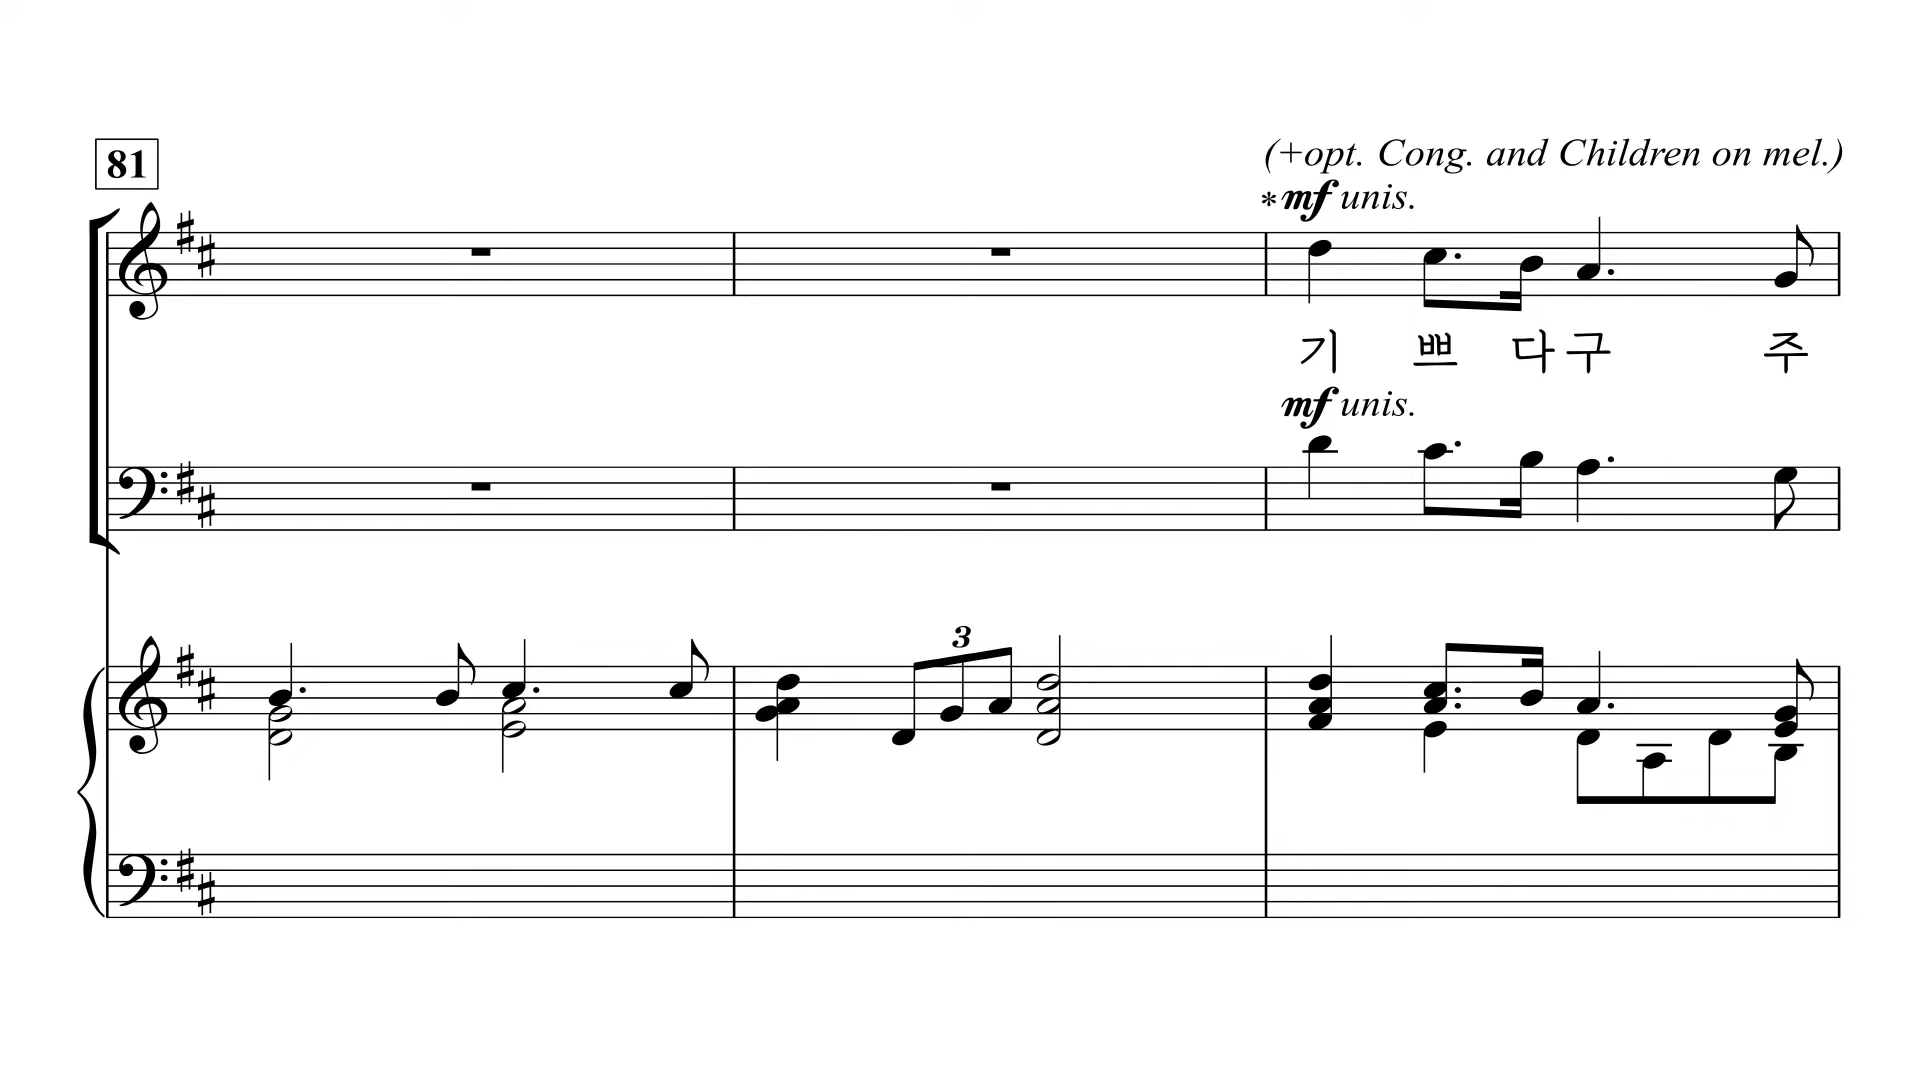 81
(+opt. Cong. and Children on mel.)
*mf unis.
기 쁘 다 구 주
mf unis.
3